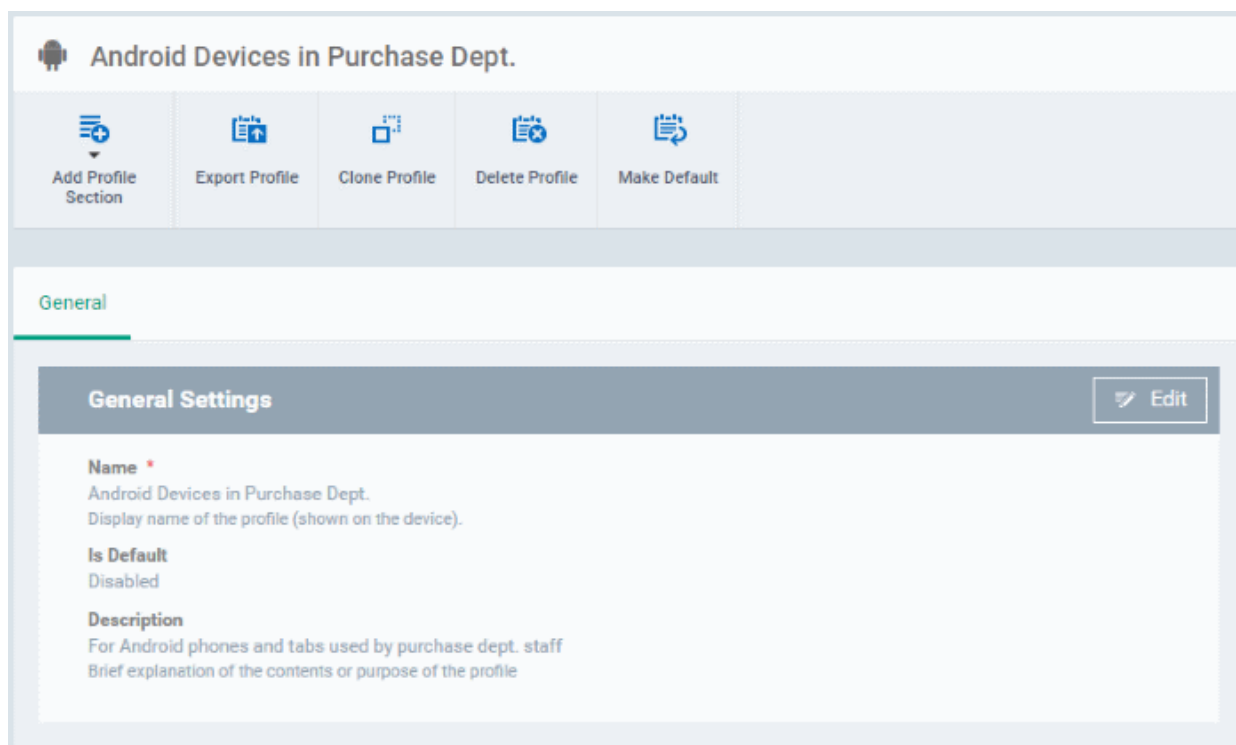 Android Devices in Purchase Dept.
Add Profile
Section
Export Profile
Clone Profile
Delete Profile
Make Default
General
General Settings
Edit
Name *
Android Devices in Purchase Dept.
Display name of the profile (shown on the device).
Is Default
Disabled
Description
For Android phones and tabs used by purchase dept. staff
Brief explanation of the contents or purpose of the profile